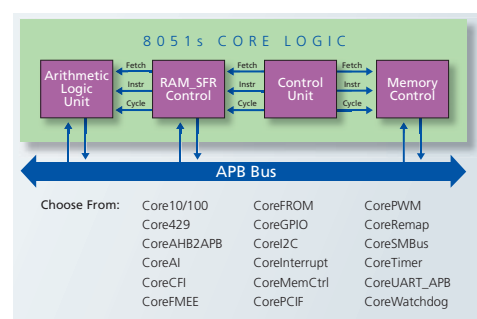 8051s CORE LOGIC
Fetch Fetch Fetch
Arithmetic Logic Unit
RAM_SFR Control
Control Unit
Memory Control
Instr Instr Instr
Cycle Cycle Cycle
APB Bus
Choose From: Core10/100 CoreFROM CorePWM
Core429 CoreGPIO CoreRemap
CoreAHB2APB CoreI2C CoreSMBus
CoreAI CoreInterrupt CoreTimer
CoreCFI CoreMemCtrl CoreUART_APB
CoreFMEE CorePCIF CoreWatchdog